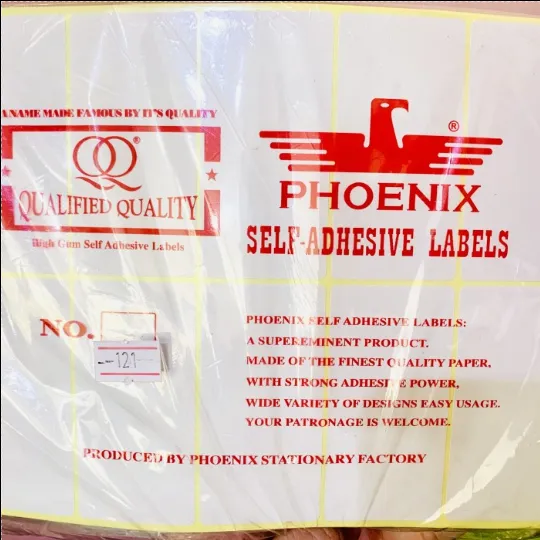 A NAME MADE FAMOUS BY IT'S QUALITY
QQ®
QUALIFIED QUALITY
High Gum Self Adhesive Labels
®
PHOENIX
SELF-ADHESIVE LABELS
NO.
--121--
PHOENIX SELF ADHESIVE LABELS:
A SUPEREMINENT PRODUCT.
MADE OF THE FINEST QUALITY PAPER,
WITH STRONG ADHESIVE POWER,
WIDE VARIETY OF DESIGNS EASY USAGE.
YOUR PATRONAGE IS WELCOME.
PRODUCED BY PHOENIX STATIONARY FACTORY